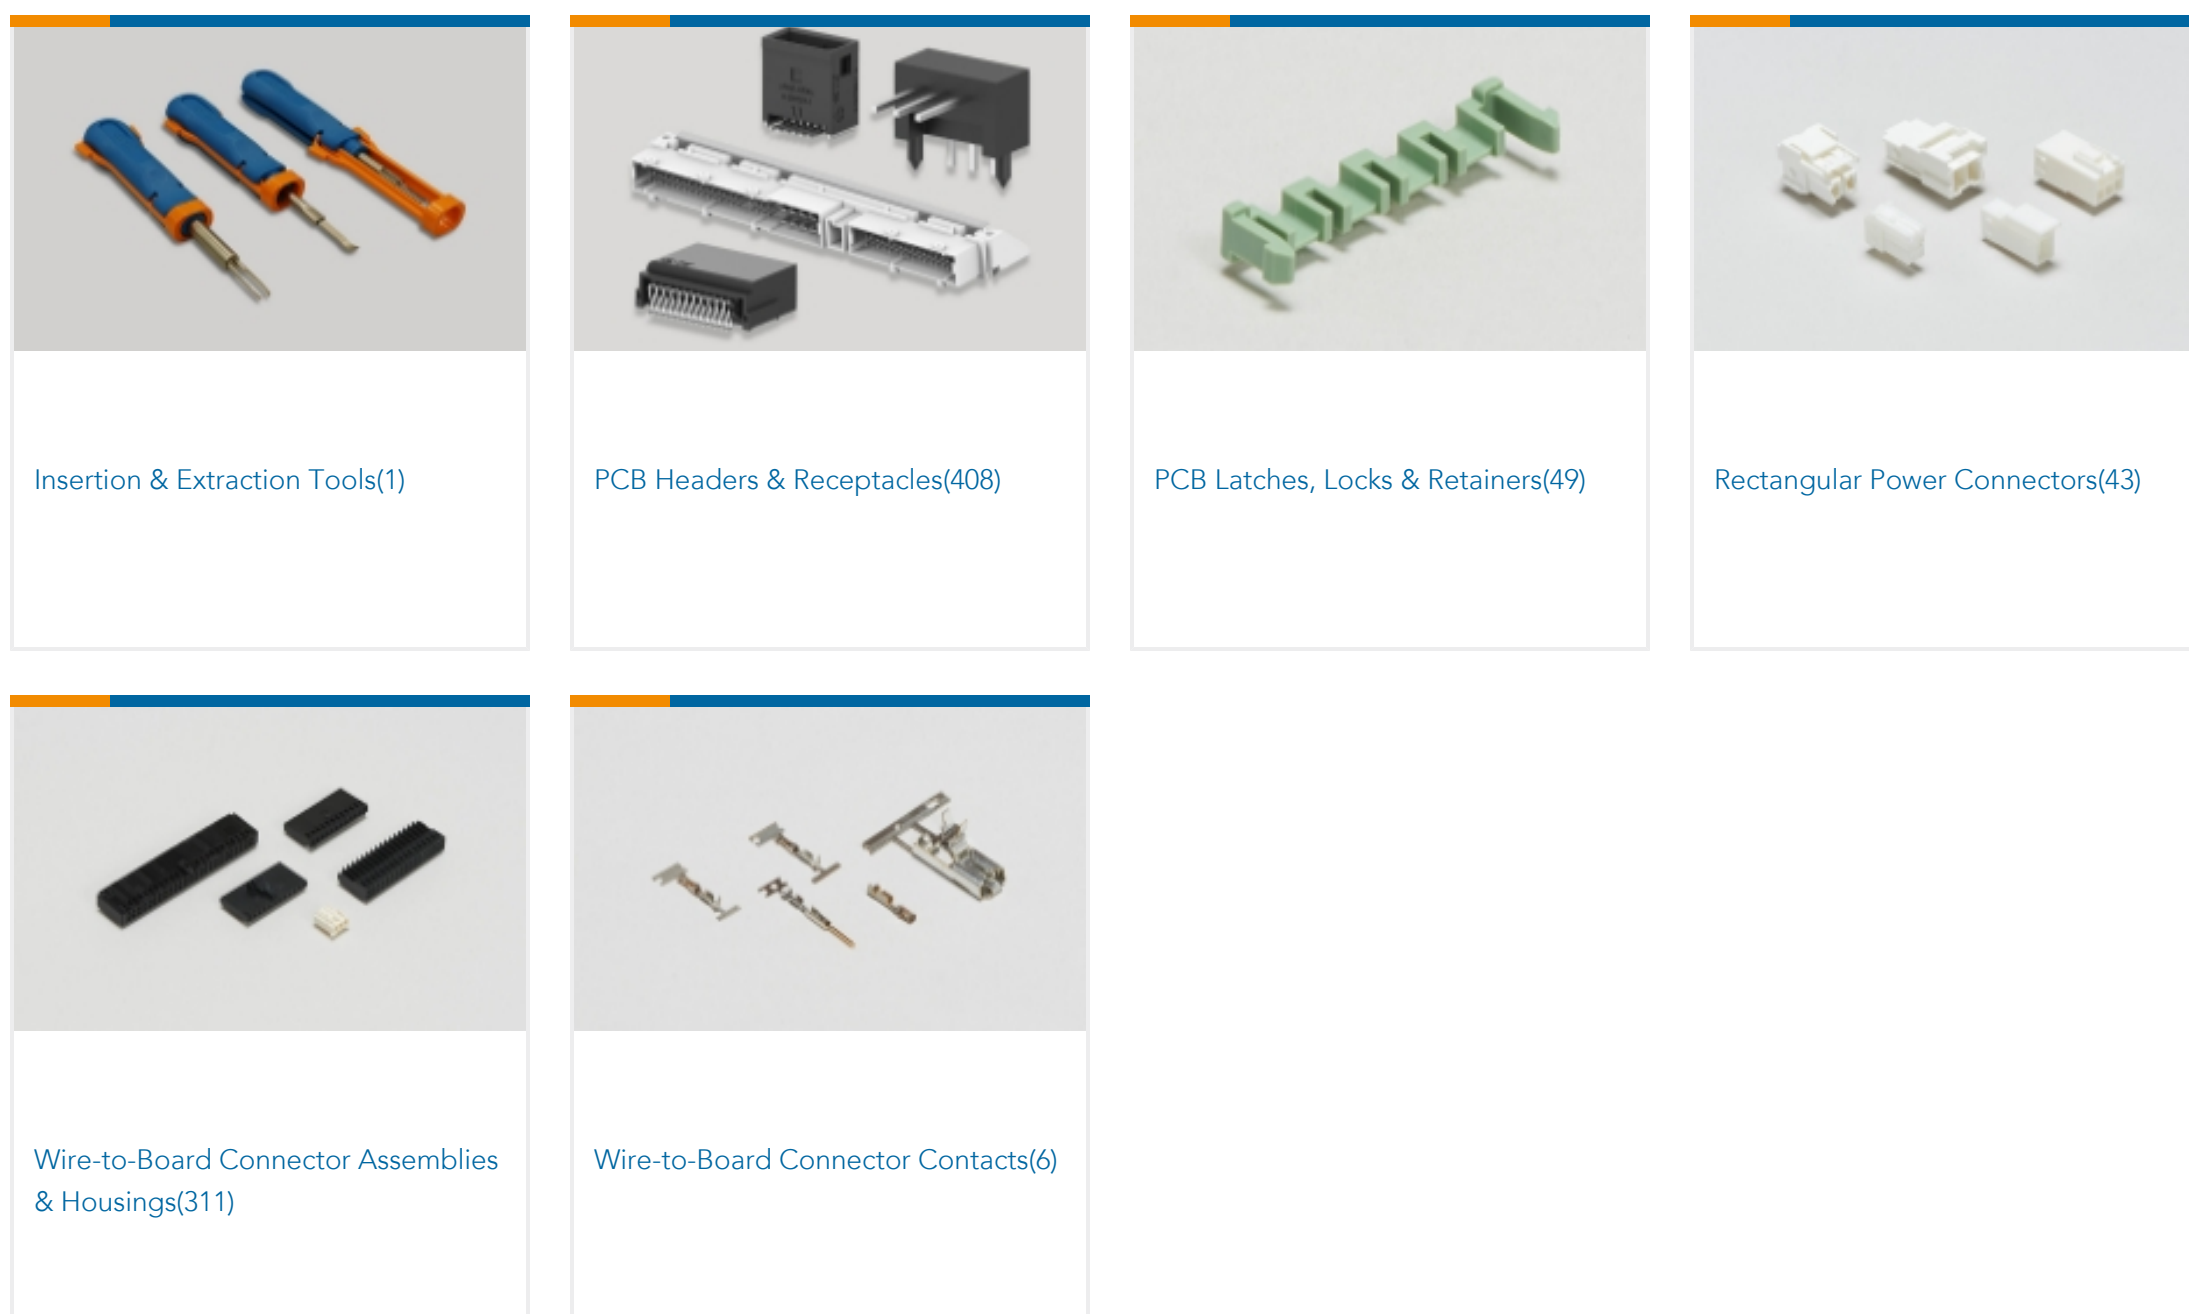 Insertion & Extraction Tools(1)
PCB Headers & Receptacles(408)
PCB Latches, Locks & Retainers(49)
Rectangular Power Connectors(43)
Wire-to-Board Connector Assemblies
& Housings(311)
Wire-to-Board Connector Contacts(6)